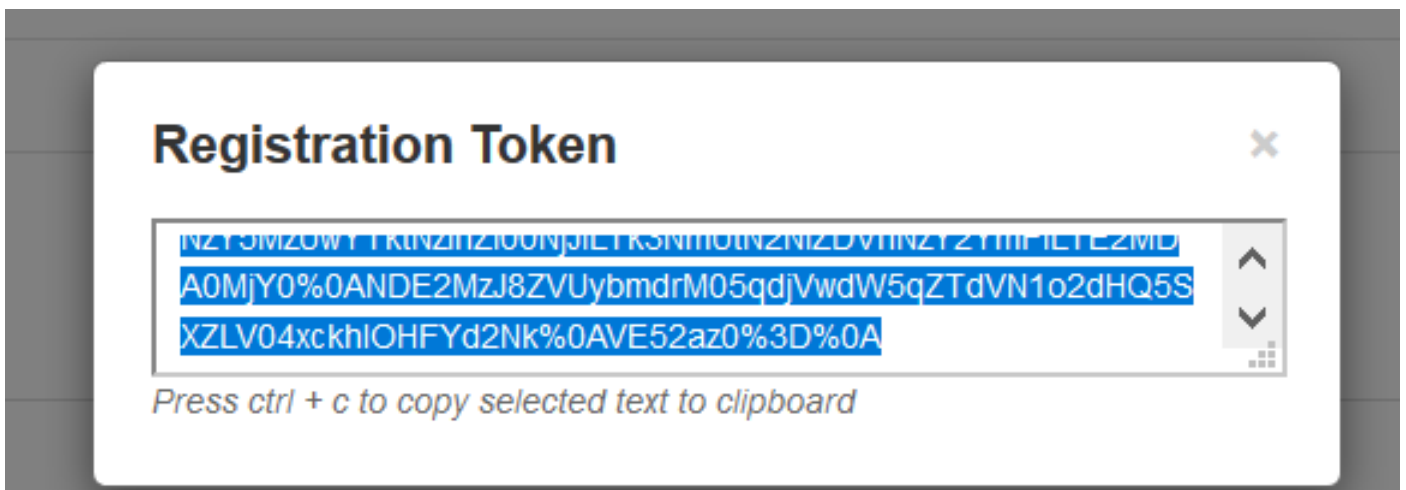 Registration Token
×
A0MjY0%0ANDE2MzJ8ZVUybmdrM05qdjVwdW5qZTdVN1o2dHQ5S
XZLV04xckhlOHFYd2Nk%0AVE52az0%3D%0A
Press ctrl + c to copy selected text to clipboard